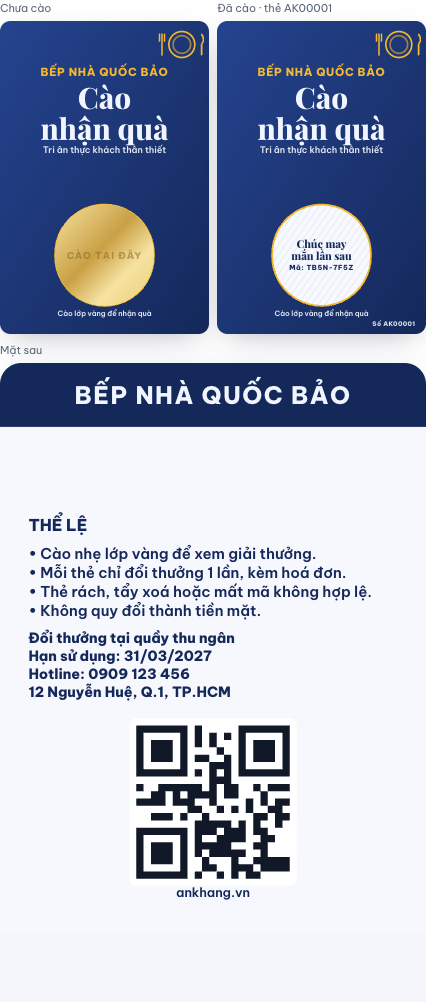 Chưa cào
BẾP NHÀ QUỐC BẢO
Cào
nhận quà
Tri ân thực khách thân thiết
CÀO TẠI ĐÂY
Cào lớp vàng để nhận quà
Đã cào · thẻ AK00001
BẾP NHÀ QUỐC BẢO
Cào
nhận quà
Tri ân thực khách thân thiết
Chúc may
mắn lần sau
Mã: TB5N-7F5Z
Cào lớp vàng để nhận quà
Số AK00001
Mặt sau
BẾP NHÀ QUỐC BẢO
THỂ LỆ
• Cào nhẹ lớp vàng để xem giải thưởng.
• Mỗi thẻ chỉ đổi thưởng 1 lần, kèm hoá đơn.
• Thẻ rách, tẩy xoá hoặc mất mã không hợp lệ.
• Không quy đổi thành tiền mặt.
Đổi thưởng tại quầy thu ngân
Hạn sử dụng: 31/03/2027
Hotline: 0909 123 456
12 Nguyễn Huệ, Q.1, TP.HCM
ankhang.vn